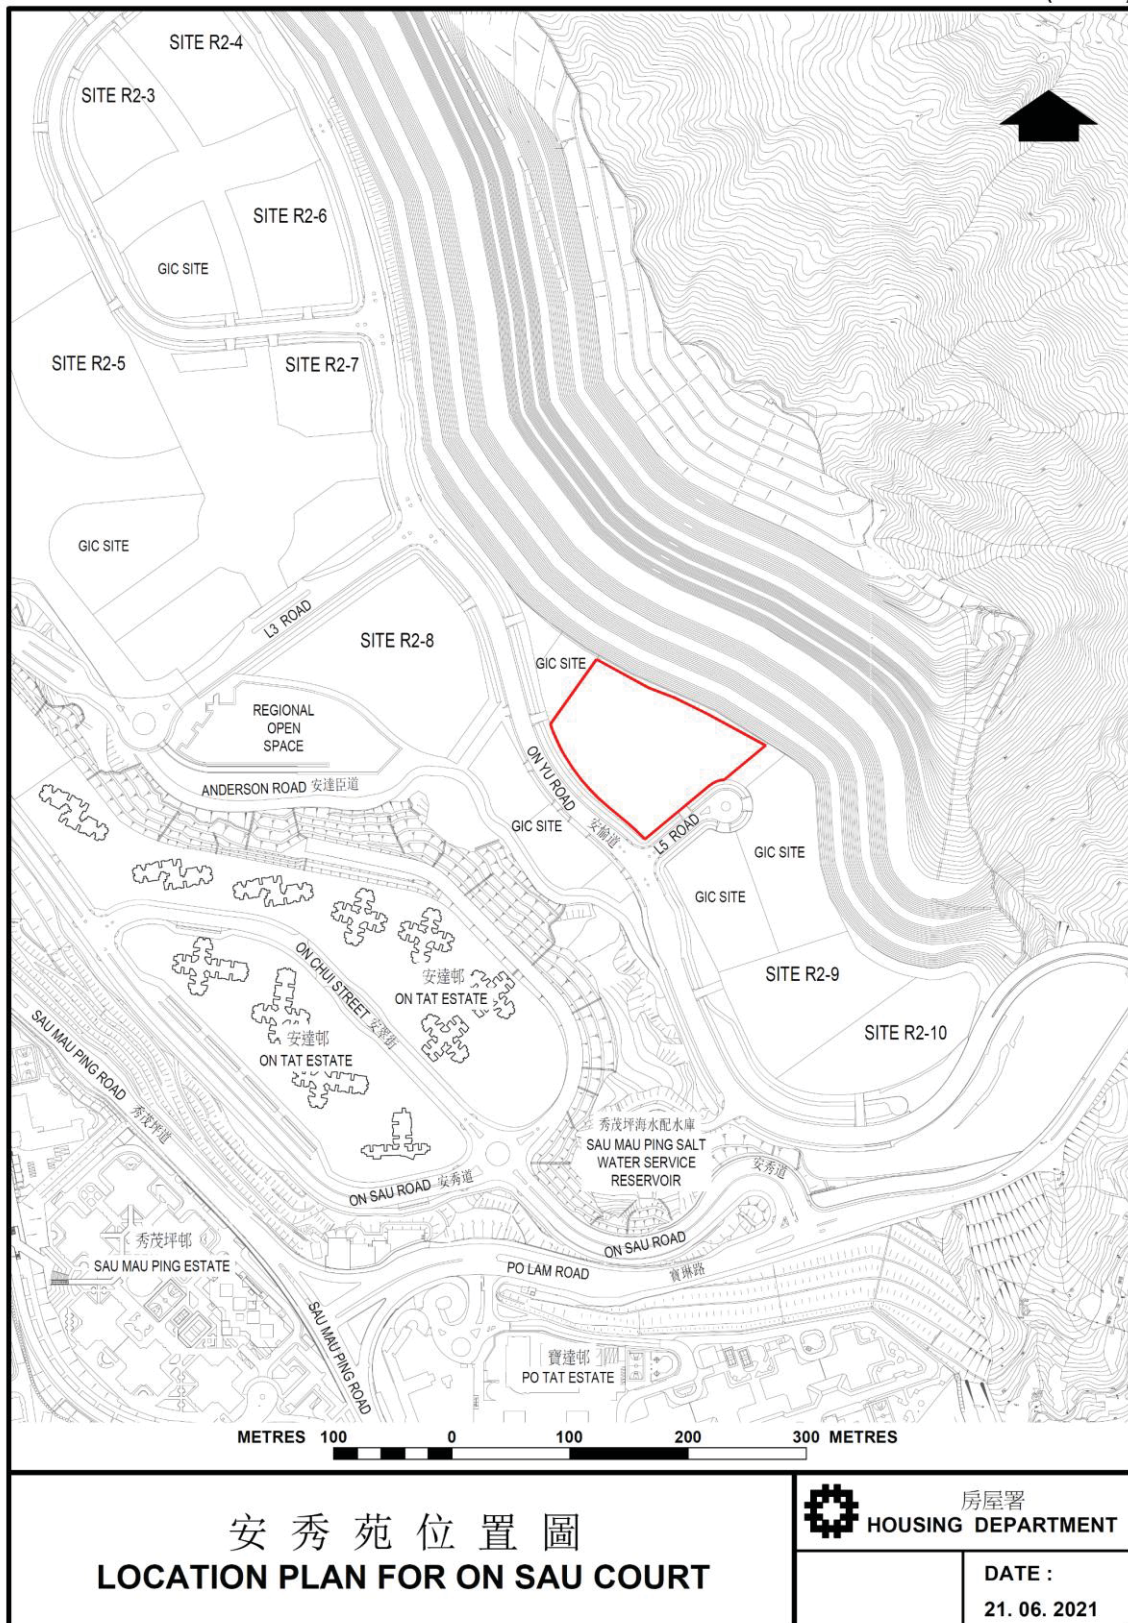 SITE R2-4
SITE R2-3
SITE R2-6
GIC SITE
SITE R2-5
SITE R2-7
GIC SITE
L3 ROAD
SITE R2-8
GIC SITE
REGIONAL
OPEN
SPACE
ON YU ROAD
安愉道
ANDERSON ROAD 安達臣道
GIC SITE
L5 ROAD
GIC SITE
GIC SITE
SITE R2-9
SITE R2-10
ON CHUI STREET 安翠街
安達邨
ON TAT ESTATE
安達邨
ON TAT ESTATE
SAU MAU PING ROAD 秀茂坪道
秀茂坪海水配水庫
SAU MAU PING SALT
WATER SERVICE
RESERVOIR
安秀道
ON SAU ROAD 安秀道
ON SAU ROAD
秀茂坪邨
SAU MAU PING ESTATE
PO LAM ROAD 寶琳路
SAU MAU PING ROAD
寶達邨
PO TAT ESTATE
METRES 100 0 100 200 300 METRES
安秀苑位置圖
LOCATION PLAN FOR ON SAU COURT
房屋署
HOUSING DEPARTMENT
DATE :
21. 06. 2021